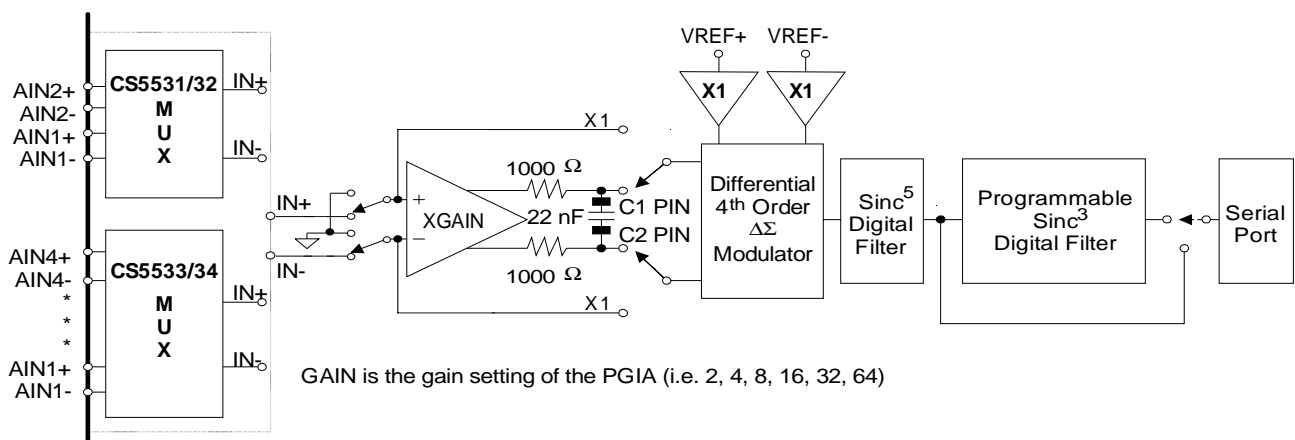 VREF+
VREF-
X1
X1
CS5531/32
M
U
X
AIN2+
AIN2-
AIN1+
AIN1-
IN+
IN-
CS5533/34
M
U
X
AIN4+
AIN4-
*
*
*
AIN1+
AIN1-
IN+
IN-
IN+
IN-
X1
XGAIN
+
−
1000 Ω
22 nF
C1 PIN
C2 PIN
1000 Ω
X1
Differential
4th Order
ΔΣ
Modulator
Sinc5
Digital
Filter
Programmable
Sinc3
Digital Filter
Serial
Port
GAIN is the gain setting of the PGIA (i.e. 2, 4, 8, 16, 32, 64)